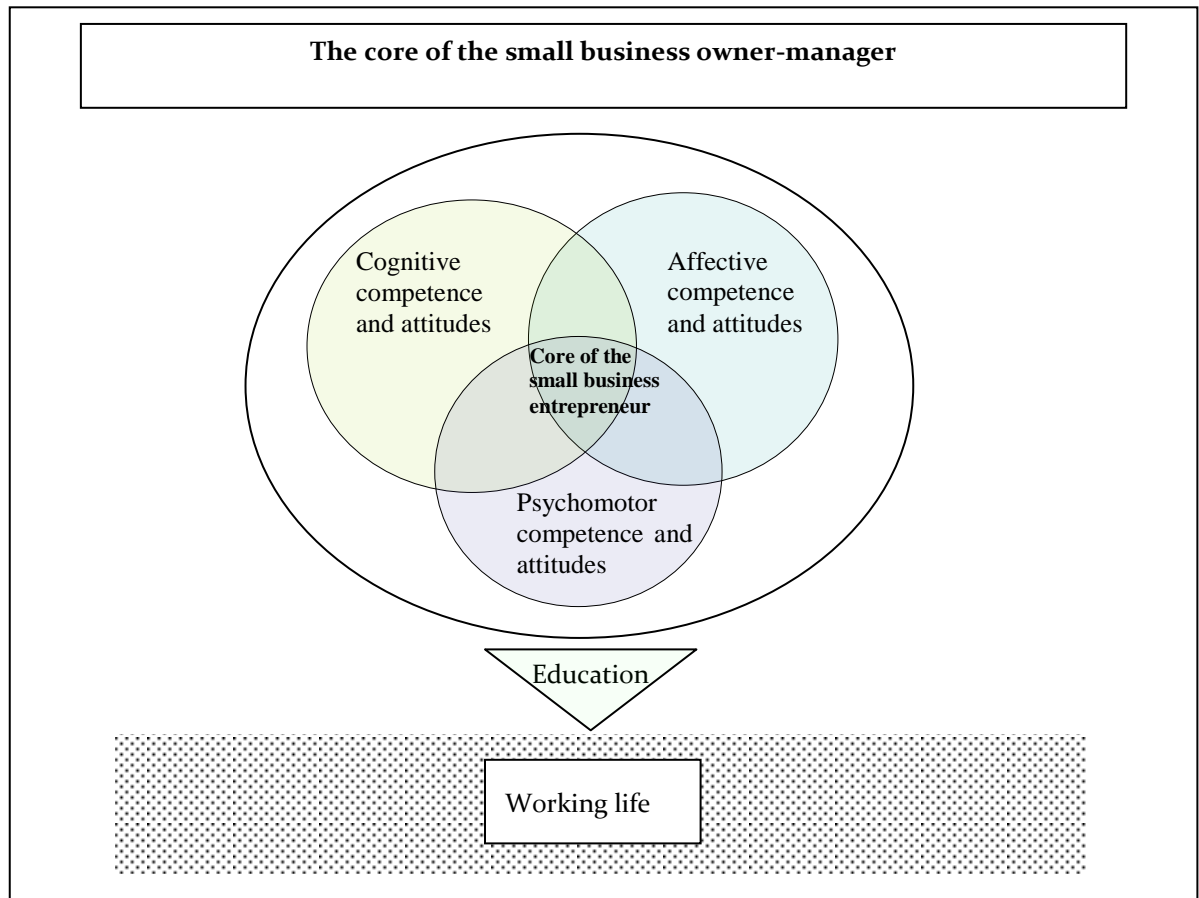 The core of the small business owner-manager
Cognitive
competence
and attitudes
Affective
competence
and attitudes
Core of the
small business
entrepreneur
Psychomotor
competence and
attitudes
Education
Working life